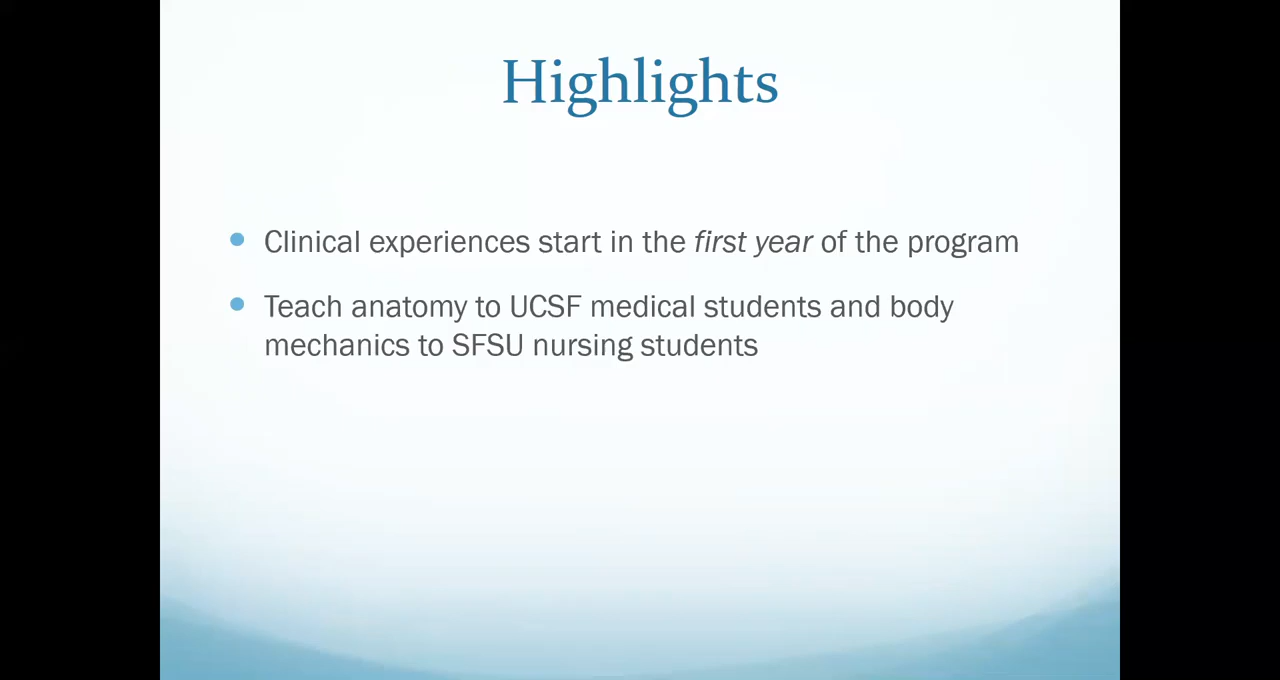 Highlights
Clinical experiences start in the first year of the program
Teach anatomy to UCSF medical students and body
mechanics to SFSU nursing students